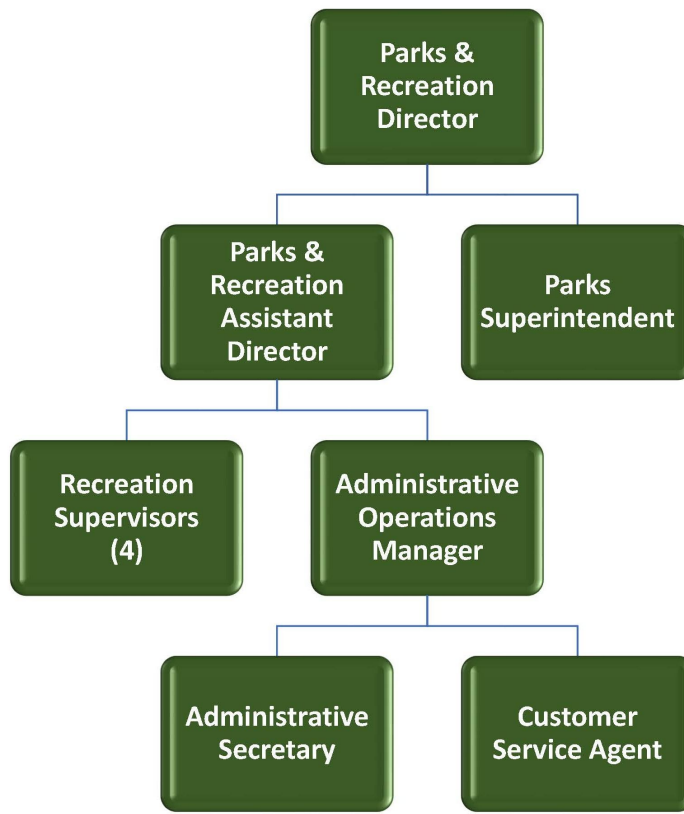 Parks &
Recreation
Director
Parks &
Recreation
Assistant
Director
Parks
Superintendent
Recreation
Supervisors
(4)
Administrative
Operations
Manager
Administrative
Secretary
Customer
Service Agent